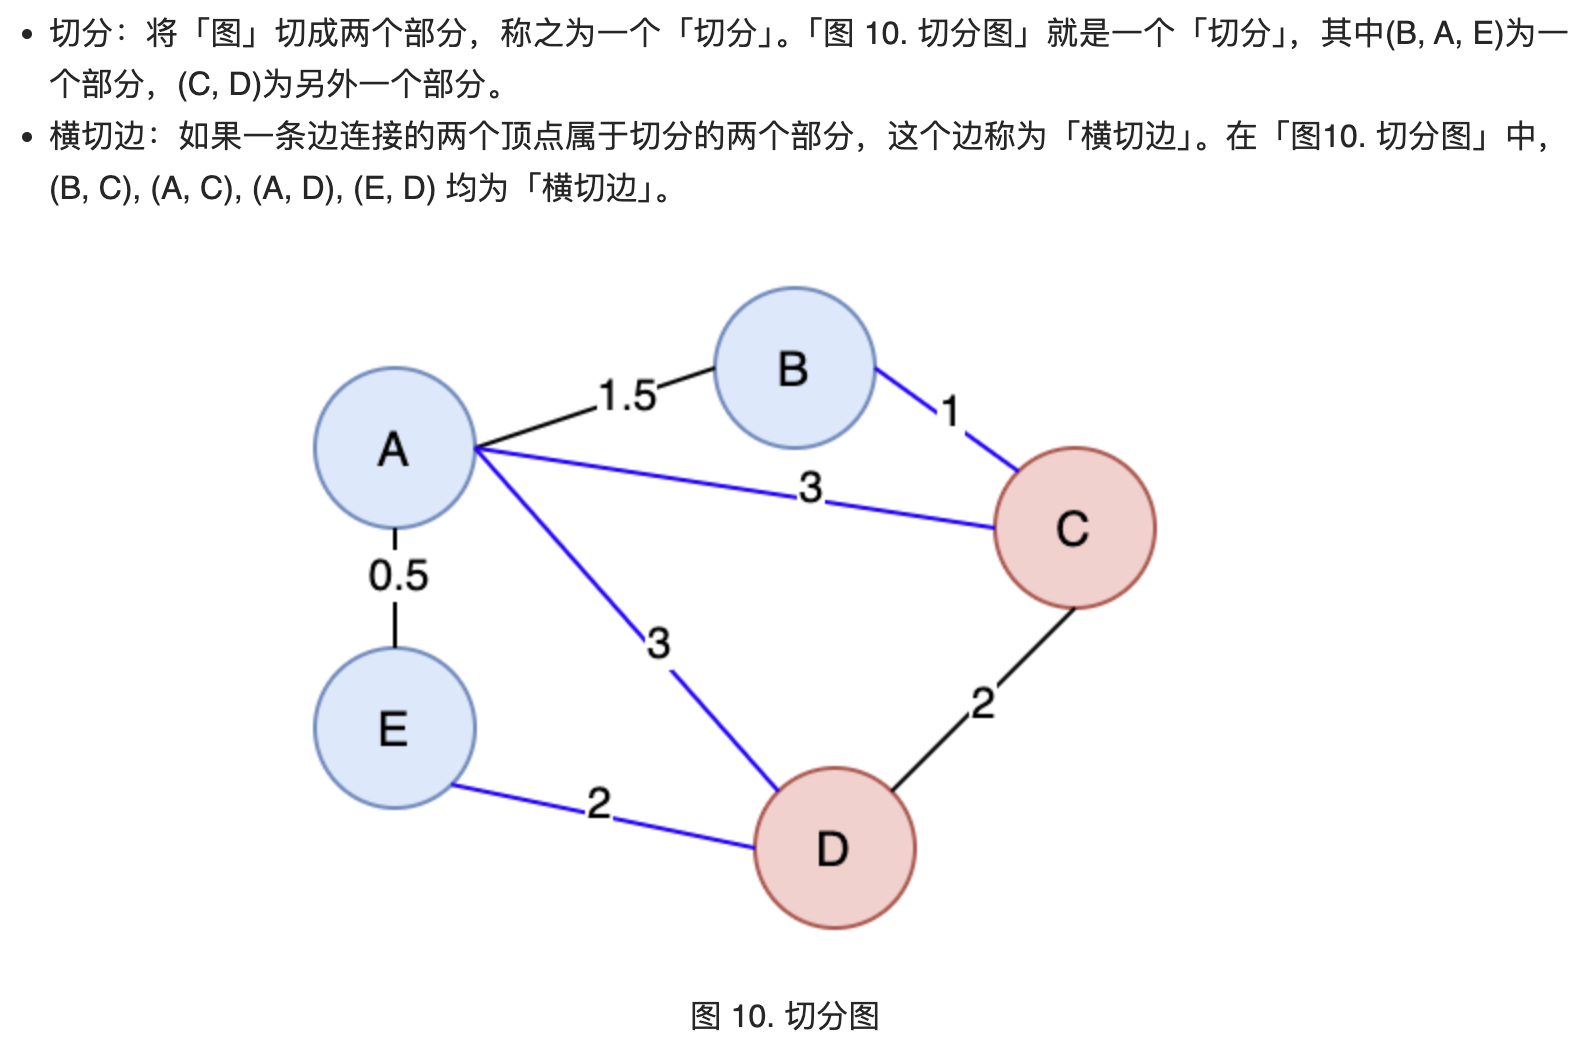 • 切分：将「图」切成两个部分，称之为一个「切分」。「图 10. 切分图」就是一个「切分」，其中(B, A, E)为一
个部分，(C, D)为另外一个部分。
• 横切边：如果一条边连接的两个顶点属于切分的两个部分，这个边称为「横切边」。在「图10. 切分图」中，
(B, C), (A, C), (A, D), (E, D) 均为「横切边」。
B
1.5
1
A
3
C
0.5
3
2
E
2
D
图 10. 切分图